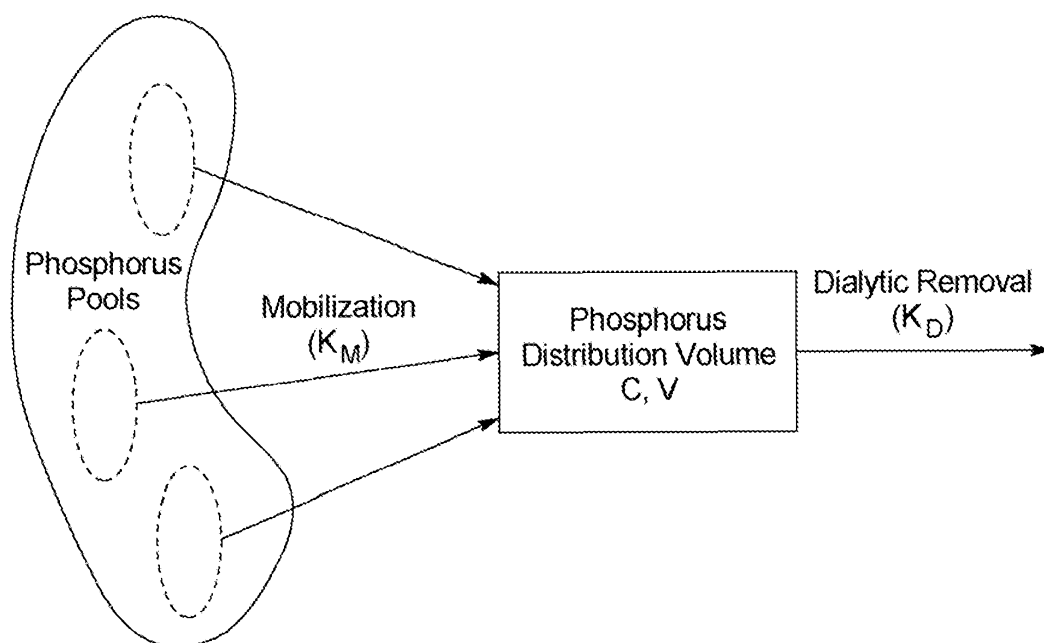 Phosphorus
Pools
Mobilization
(K_M)
Phosphorus
Distribution Volume
C, V
Dialytic Removal
(K_D)